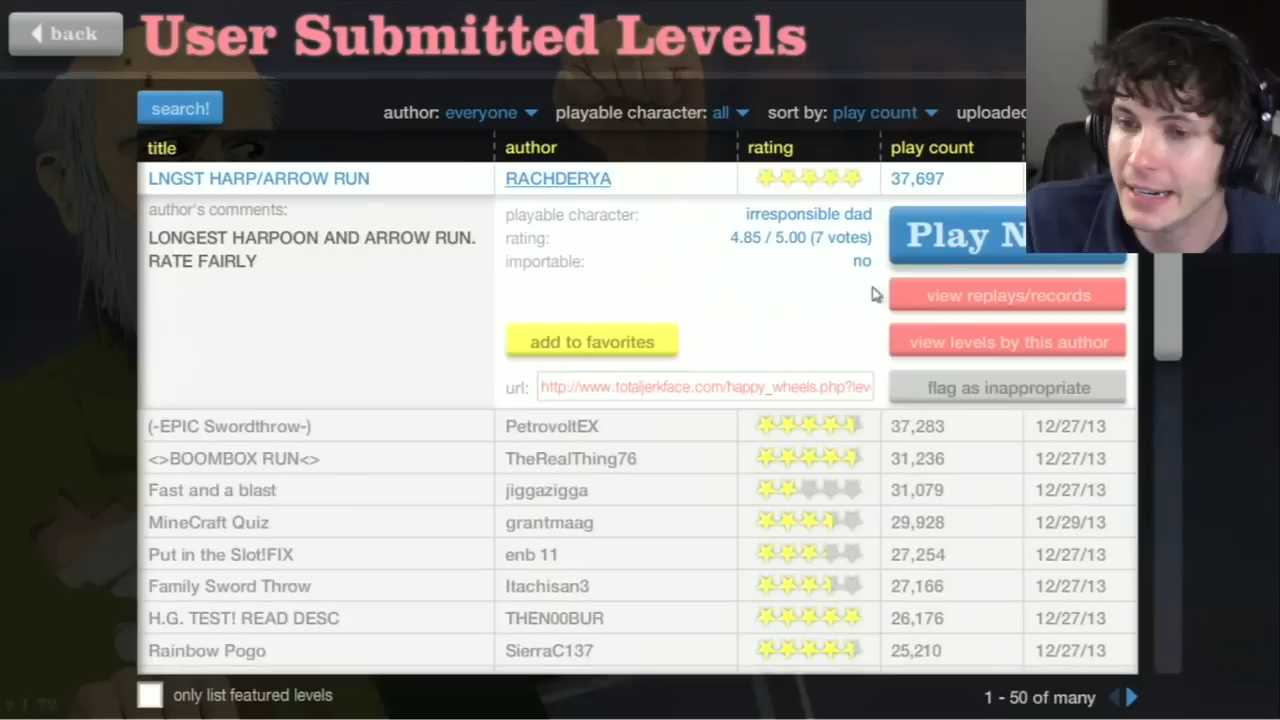 back
User Submitted Levels
search!
author: everyone playable character: all sort by: play count uploaded
title author rating play count
LNGST HARP/ARROW RUN RACHDERYA 37,697
author's comments:
LONGEST HARPOON AND ARROW RUN.
RATE FAIRLY
playable character: irresponsible dad
rating: 4.85 / 5.00 (7 votes)
importable: no
Play N
view replays/records
add to favorites
view levels by this author
url: http://www.totaljerkface.com/happy_wheels.php?lev
flag as inappropriate
(-EPIC Swordthrow-) PetrovoltEX 37,283 12/27/13
<>BOOMBOX RUN<> TheRealThing76 31,236 12/27/13
Fast and a blast jiggazigga 31,079 12/27/13
MineCraft Quiz grantmaag 29,928 12/29/13
Put in the Slot!FIX enb 11 27,254 12/27/13
Family Sword Throw Itachisan3 27,166 12/27/13
H.G. TEST! READ DESC THEN00BUR 26,176 12/27/13
Rainbow Pogo SierraC137 25,210 12/27/13
only list featured levels
1 - 50 of many
v 1.78